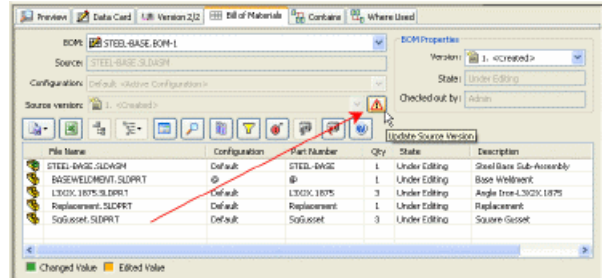 Preview Data Card Version 2/2 Bill of Materials Contains Where Used
BOM: STEEL-BASE.BOM-1
Source: STEEL-BASE.SLDASM
Configuration: Default <Active Configuration>
Source version: 1. <Created>
BOM Properties
Version: 1. <Created>
State: Under Editing
Checked out by: Admin
Update Source Version
File Name Configuration Part Number Qty State Description
STEEL-BASE.SLDASM Default STEEL-BASE 1 Under Editing Steel Base Sub-Assembly
BASEWELDMENT.SLDPRT @ @ 1 Under Editing Base Weldment
L3X3X.1875.SLDPRT Default L3X3X.1875 3 Under Editing Angle Iron-L3X3X.1875
Replacement.SLDPRT Default Replacement 1 Under Editing Replacement
SqGusset.SLDPRT Default SqGusset 3 Under Editing Square Gusset
Changed Value Edited Value